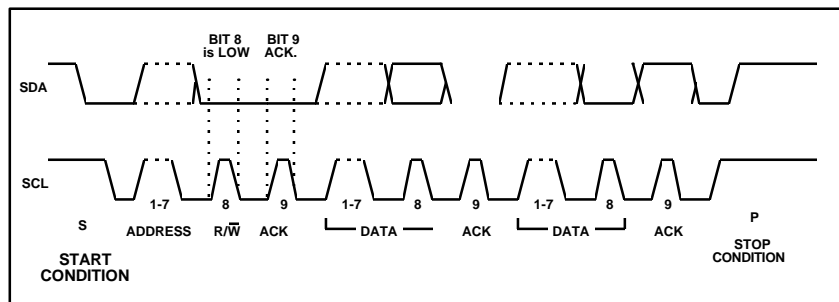 BIT 8 BIT 9
is LOW ACK.
SDA
SCL
1-7 8 9 1-7 8 9 1-7 8 9
S ADDRESS R/W̅ ACK DATA ACK DATA ACK P
START STOP
CONDITION CONDITION